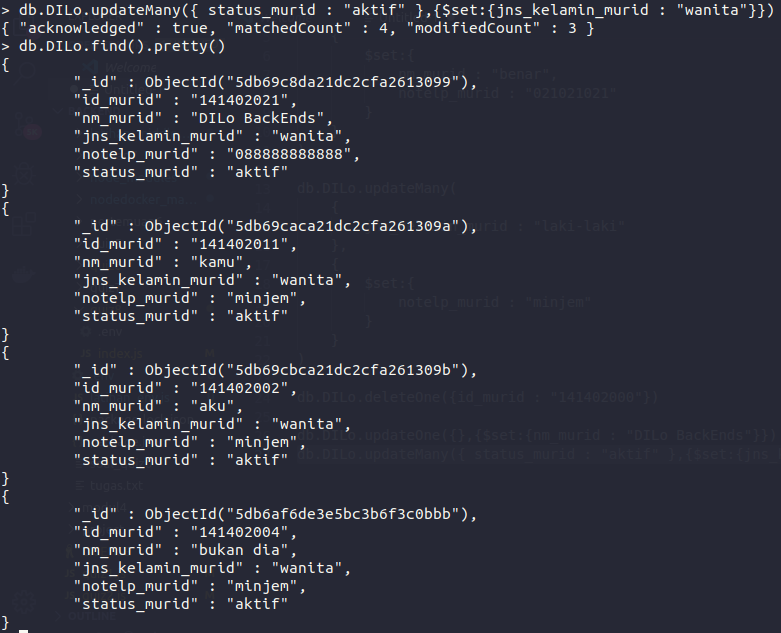 > db.DILo.updateMany({ status_murid : "aktif" },{$set:{jns_kelamin_murid : "wanita"}})
{ "acknowledged" : true, "matchedCount" : 4, "modifiedCount" : 3 }
> db.DILo.find().pretty()
{
"_id" : ObjectId("5db69c8da21dc2cfa2613099"),
"id_murid" : "141402021",
"nm_murid" : "DILo BackEnds",
"jns_kelamin_murid" : "wanita",
"notelp_murid" : "088888888888",
"status_murid" : "aktif"
}
{
"_id" : ObjectId("5db69caca21dc2cfa261309a"),
"id_murid" : "141402011",
"nm_murid" : "kamu",
"jns_kelamin_murid" : "wanita",
"notelp_murid" : "minjem",
"status_murid" : "aktif"
}
{
"_id" : ObjectId("5db69cbca21dc2cfa261309b"),
"id_murid" : "141402002",
"nm_murid" : "aku",
"jns_kelamin_murid" : "wanita",
"notelp_murid" : "minjem",
"status_murid" : "aktif"
}
{
"_id" : ObjectId("5db6af6de3e5bc3b6f3c0bbb"),
"id_murid" : "141402004",
"nm_murid" : "bukan dia",
"jns_kelamin_murid" : "wanita",
"notelp_murid" : "minjem",
"status_murid" : "aktif"
}